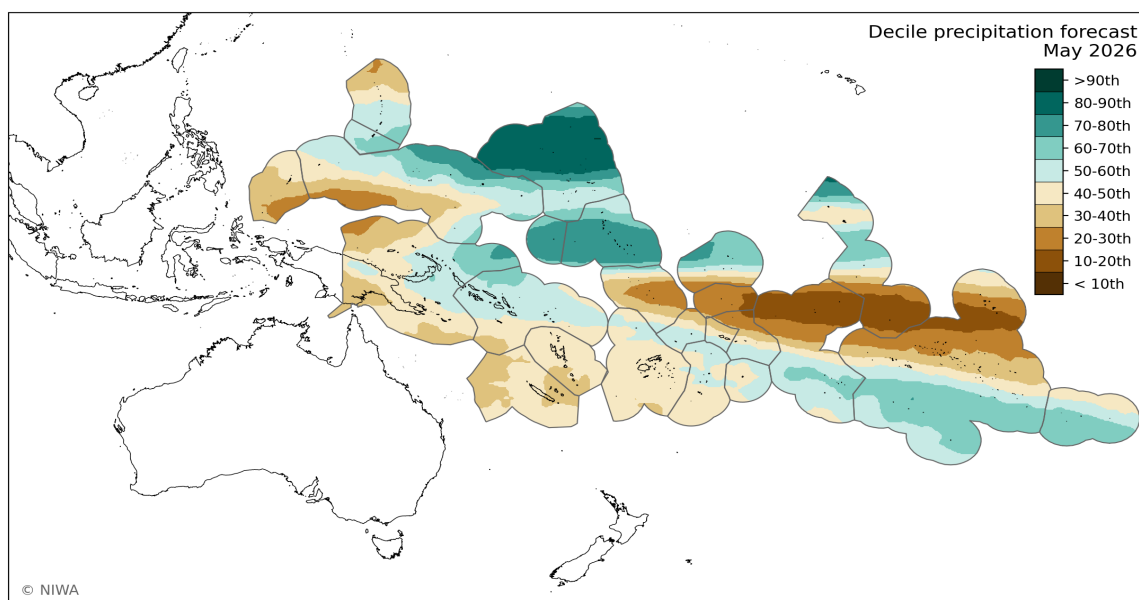 Decile precipitation forecast
May 2026
>90th
80-90th
70-80th
60-70th
50-60th
40-50th
30-40th
20-30th
10-20th
< 10th
© NIWA